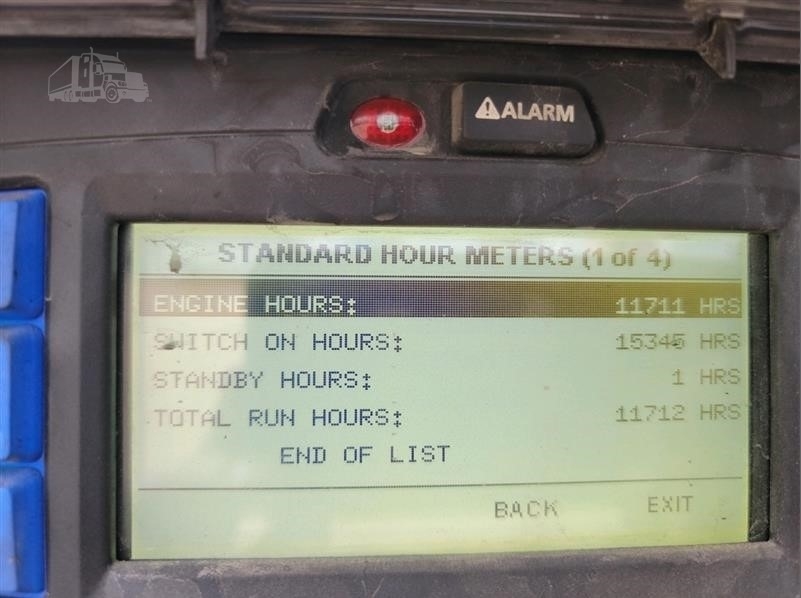 ALARM
STANDARD HOUR METERS (1 of 4)
ENGINE HOURS: 11711 HRS
SWITCH ON HOURS: 15345 HRS
STANDBY HOURS: 1 HRS
TOTAL RUN HOURS: 11712 HRS
END OF LIST
BACK EXIT